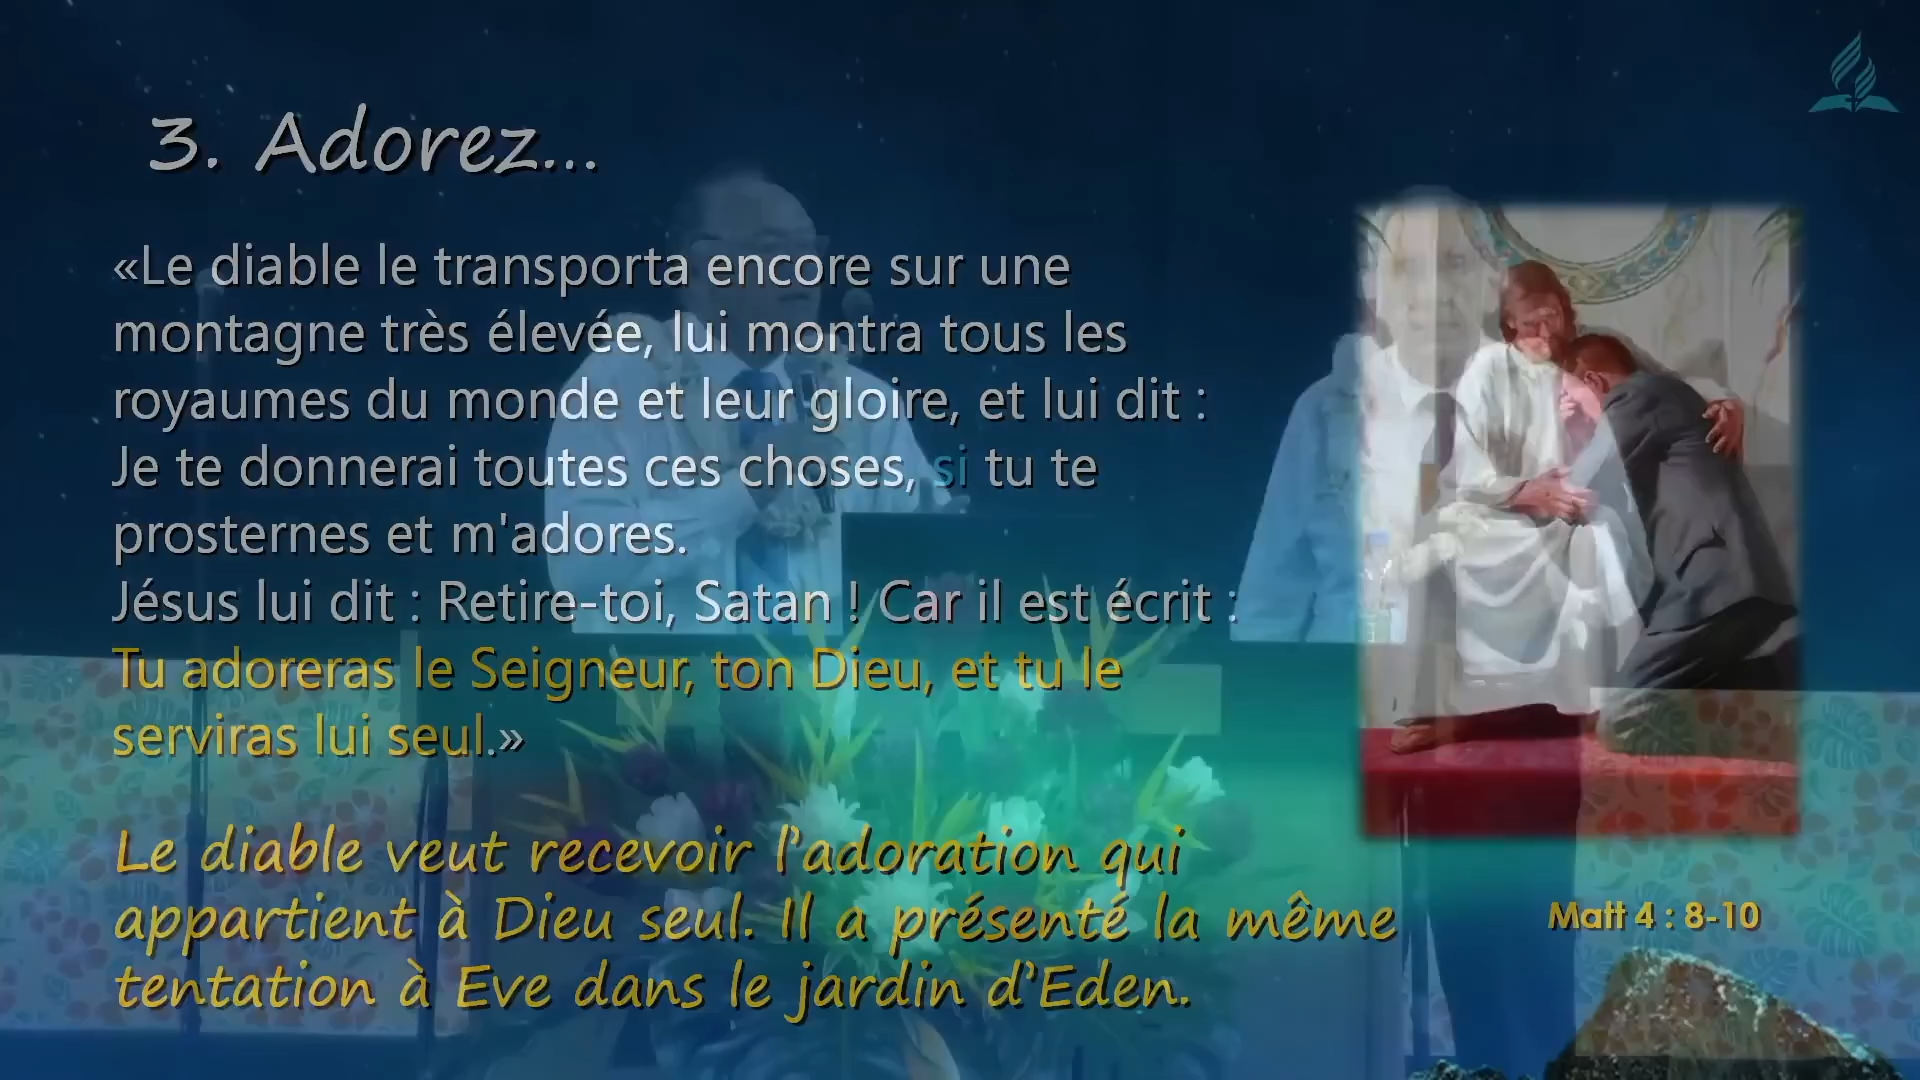 3. Adorez...
«Le diable le transporta encore sur une
montagne très élevée, lui montra tous les
royaumes du monde et leur gloire, et lui dit :
Je te donnerai toutes ces choses, si tu te
prosternes et m'adores.
Jésus lui dit : Retire-toi, Satan ! Car il est écrit :
Tu adoreras le Seigneur, ton Dieu, et tu le
serviras lui seul.»
Le diable veut recevoir l’adoration qui
appartient à Dieu seul. Il a présenté la même
tentation à Eve dans le jardin d’Eden.
Matt 4 : 8-10